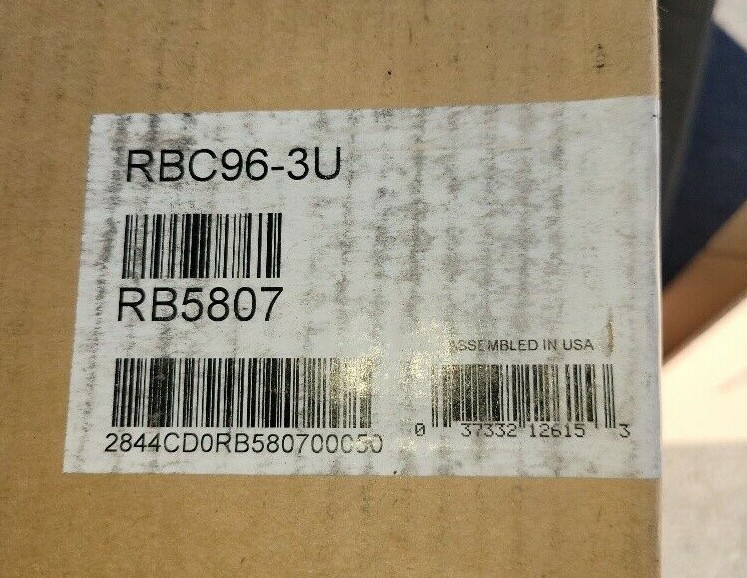 RBC96-3U
RB5807
ASSEMBLED IN USA
2844CD0RB580700050
0 37332 12615 3